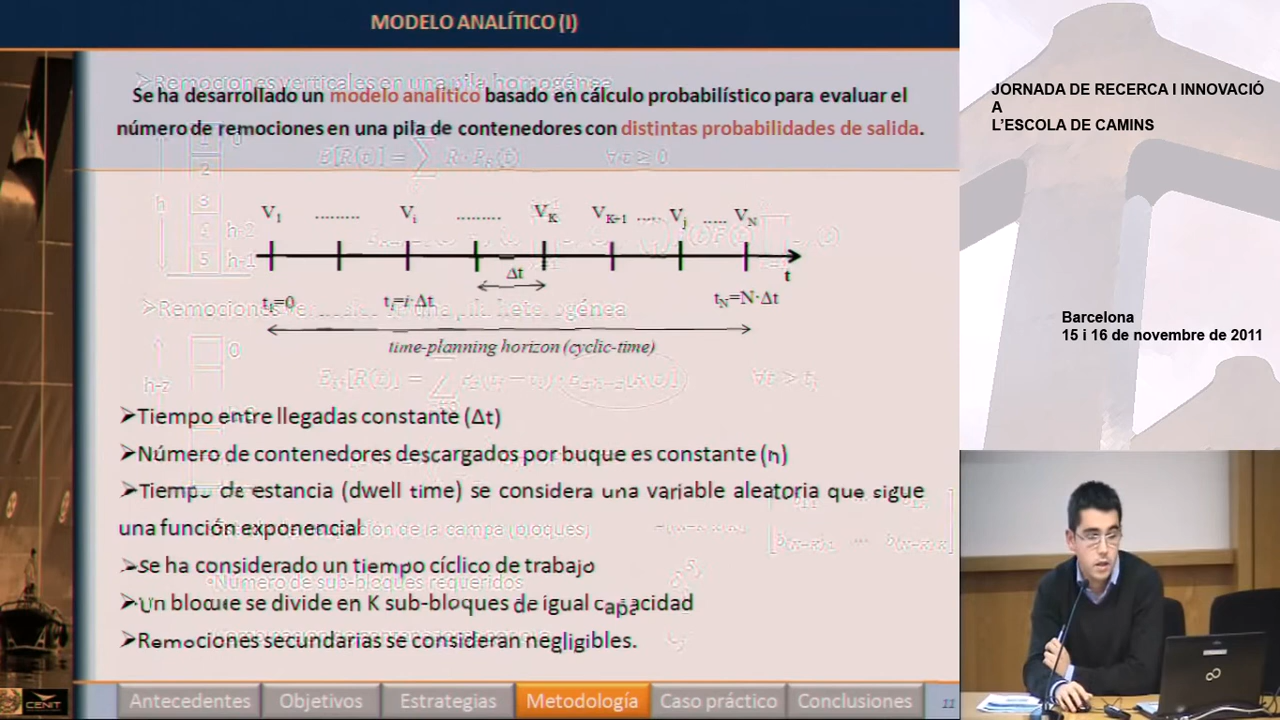 MODELO ANALÍTICO (I)
Se ha desarrollado un modelo analítico basado en cálculo probabilístico para evaluar el
número de remociones en una pila de contenedores con distintas probabilidades de salida.
V1 ......... Vi ......... VK VK+1 ..... Vj ..... VN
Δt
t
ti=i·Δt
tN=N·Δt
time-planning horizon (cyclic-time)
➢Tiempo entre llegadas constante (Δt)
➢Número de contenedores descargados por buque es constante (n)
➢Tiempo de estancia (dwell time) se considera una variable aleatoria que sigue
una función exponencial
➢Se ha considerado un tiempo cíclico de trabajo
➢Un bloque se divide en K sub-bloques de igual capacidad
➢Remociones secundarias se consideran negligibles.
Antecedentes Objetivos Estrategias Metodología Caso práctico Conclusiones 11
CENIT
JORNADA DE RECERCA I INNOVACIÓ
A
L'ESCOLA DE CAMINS
Barcelona
15 i 16 de novembre de 2011